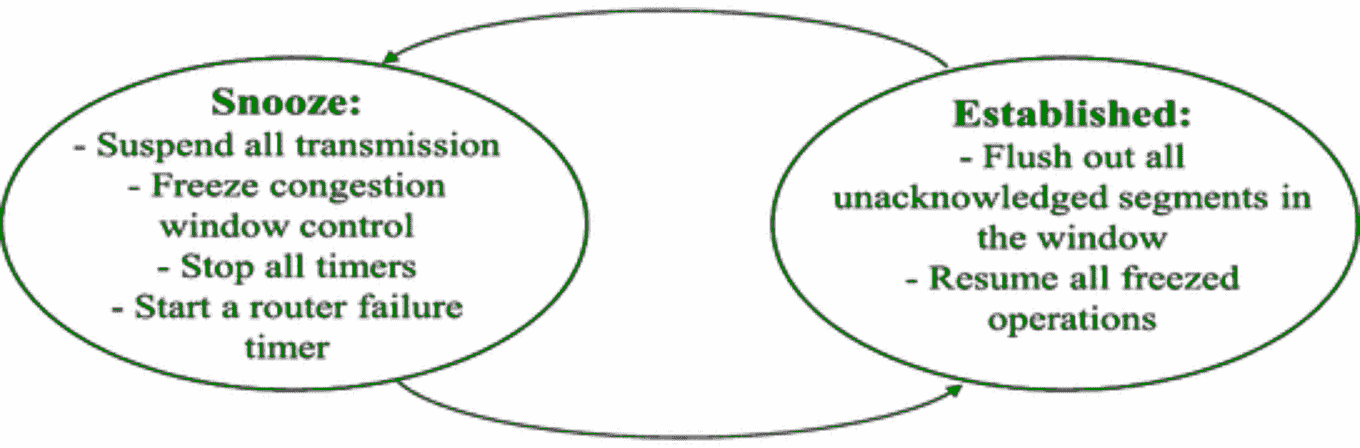 Snooze:
- Suspend all transmission
- Freeze congestion
window control
- Stop all timers
- Start a router failure
timer
Established:
- Flush out all
unacknowledged segments in
the window
- Resume all freezed
operations